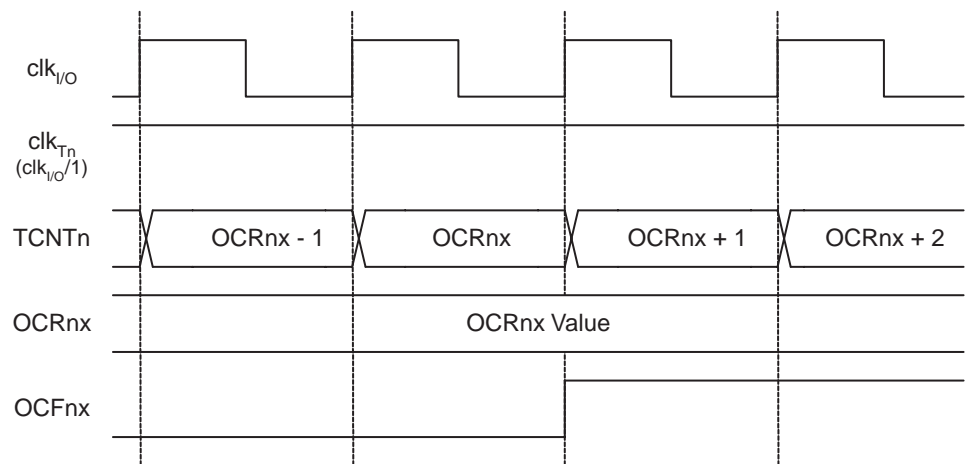 clkI/O
clkTn
(clkI/O/1)
TCNTn OCRnx - 1 OCRnx OCRnx + 1 OCRnx + 2
OCRnx OCRnx Value
OCFnx